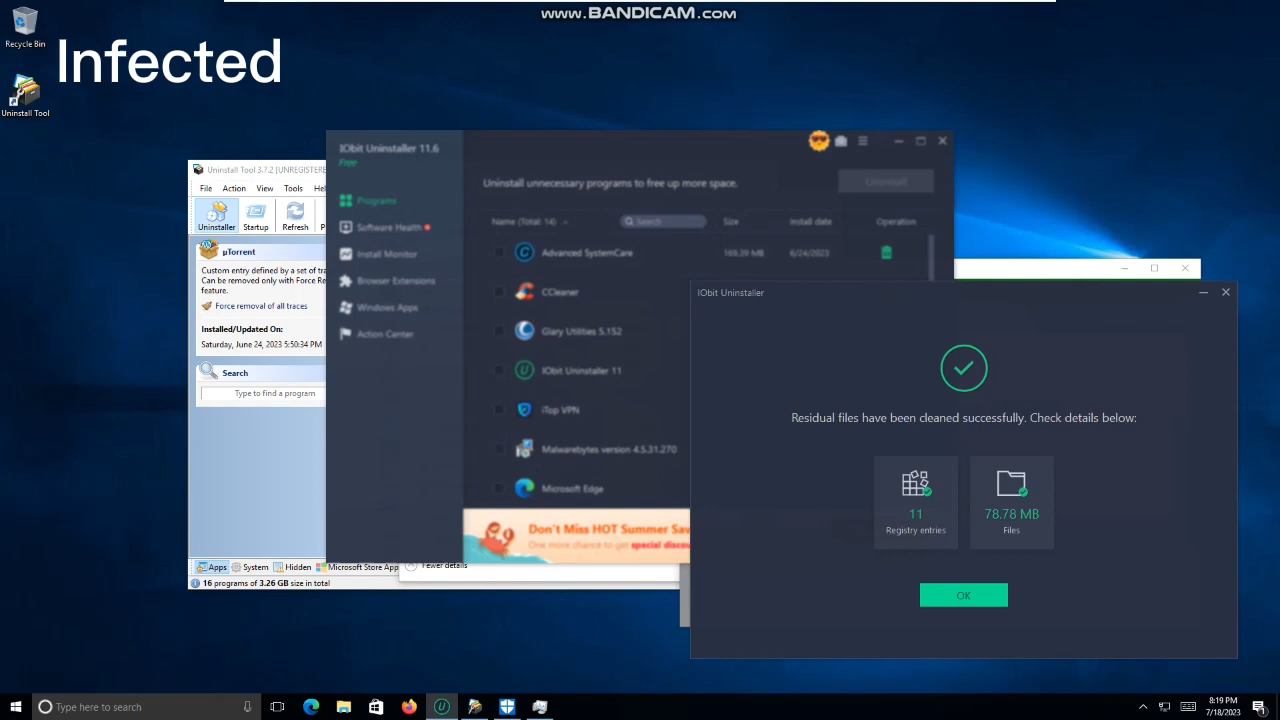 www.BANDICAM.com
Recycle Bin
Infected
Uninstall Tool
Uninstall Tool 3.7.2 [UNREGISTERE
File Action View Tools Hel
Uninstaller Startup Refresh P
µTorrent
Custom entry defined by a set of tra
Can be removed only with Force Re
feature.
Force removal of all traces
Installed/Updated On:
Saturday, June 24, 2023 5:50:34 PM
Search
Type to find a program
Apps System Hidden Microsoft Store App
16 programs of 3.26 GB size in total
Fewer details
IObit Uninstaller 11.6
Free
Programs
Software Health
Install Monitor
Browser Extensions
Windows Apps
Action Center
Uninstall unnecessary programs to free up more space.
Uninstall
Name (Total: 14) Search Size Install date Operation
Advanced SystemCare 169.39 MB 6/24/2023
CCleaner
Glary Utilities 5.152
IObit Uninstaller 11
iTop VPN
Malwarebytes version 4.5.31.270
Microsoft Edge
Don't Miss HOT Summer Sav
One more chance to get special discou
IObit Uninstaller
Residual files have been cleaned successfully. Check details below:
11
Registry entries
78.78 MB
Files
OK
Type here to search
8:19 PM
7/18/2023